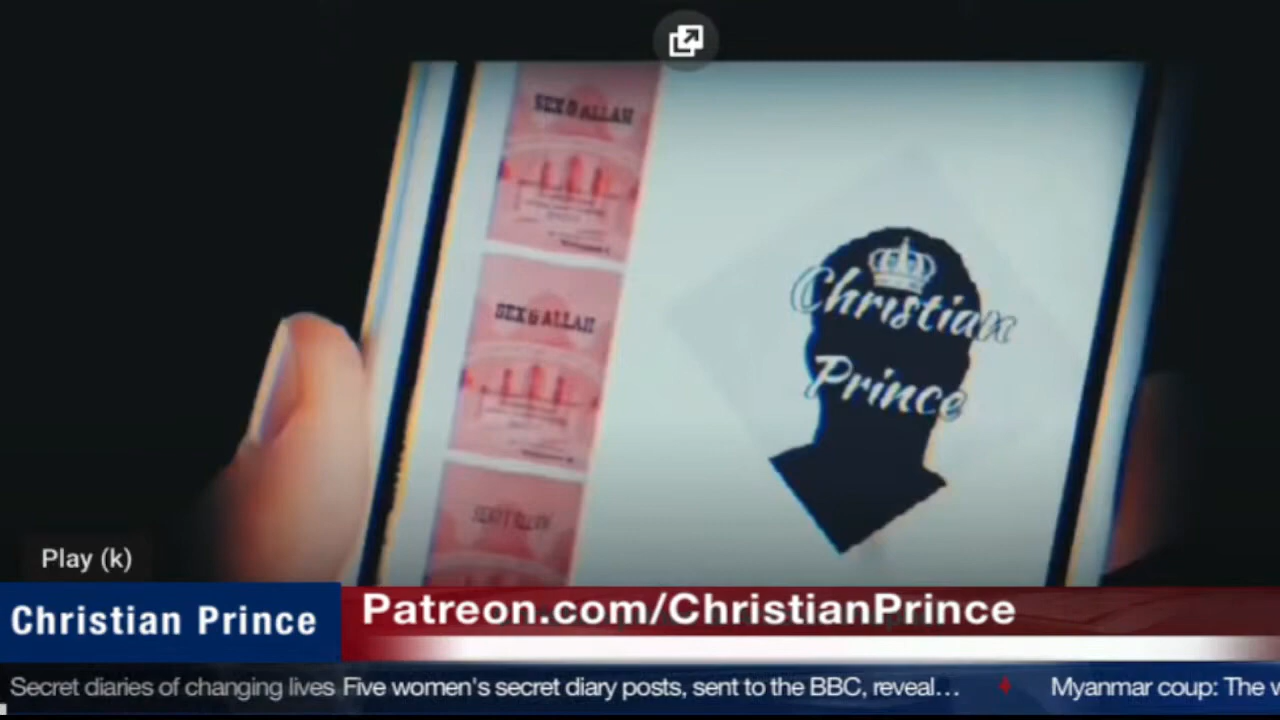 SEX & ALLAH
SEX & ALLAH
Christian
Prince
Play (k)
Christian Prince
Patreon.com/ChristianPrince
Secret diaries of changing lives Five women's secret diary posts, sent to the BBC, reveal...
Myanmar coup: The